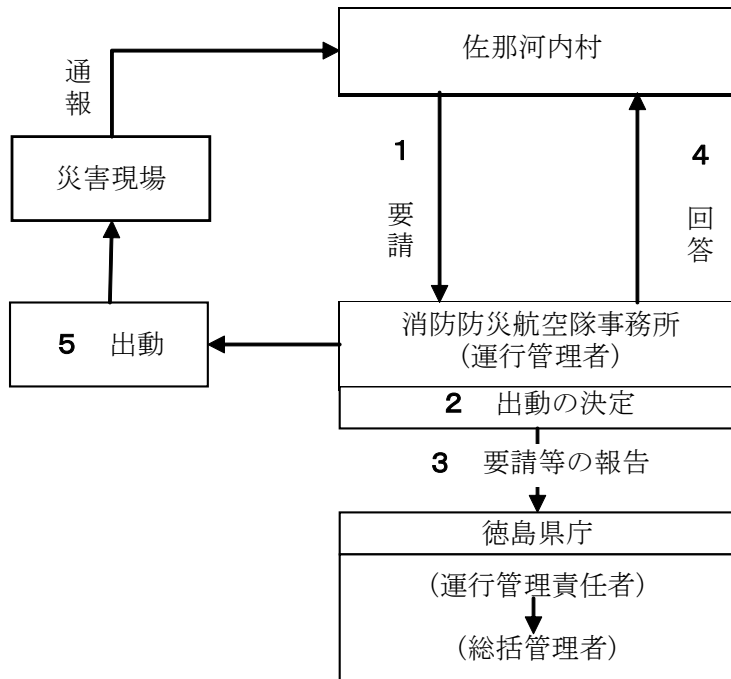 佐那河内村
通報
災害現場
1 要請
4 回答
消防防災航空隊事務所
(運行管理者)
5 出動
2 出動の決定
3 要請等の報告
徳島県庁
(運行管理責任者)
(総括管理者)